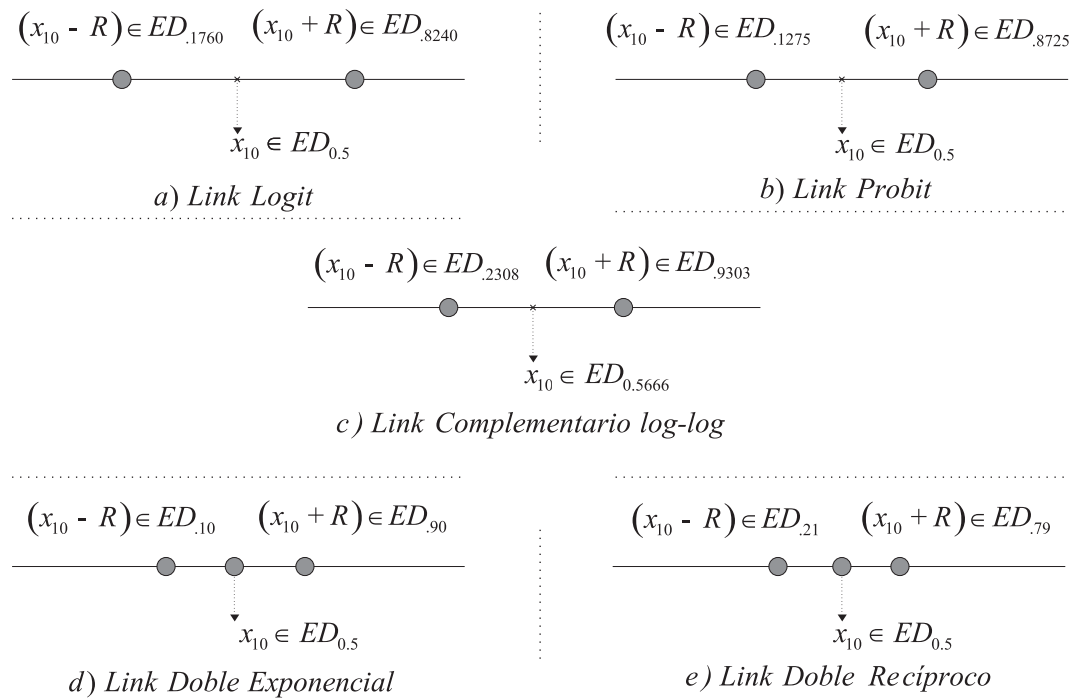 (x₁₀ - R) ∈ ED.₁₇₆₀ (x₁₀ + R) ∈ ED.₈₂₄₀
x₁₀ ∈ ED₀.₅
a) Link Logit
(x₁₀ - R) ∈ ED.₁₂₇₅ (x₁₀ + R) ∈ ED.₈₇₂₅
x₁₀ ∈ ED₀.₅
b) Link Probit
(x₁₀ - R) ∈ ED.₂₃₀₈ (x₁₀ + R) ∈ ED.₉₃₀₃
x₁₀ ∈ ED₀.₅₆₆₆
c) Link Complementario log-log
(x₁₀ - R) ∈ ED.₁₀ (x₁₀ + R) ∈ ED.₉₀
x₁₀ ∈ ED₀.₅
d) Link Doble Exponencial
(x₁₀ - R) ∈ ED.₂₁ (x₁₀ + R) ∈ ED.₇₉
x₁₀ ∈ ED₀.₅
e) Link Doble Recíproco